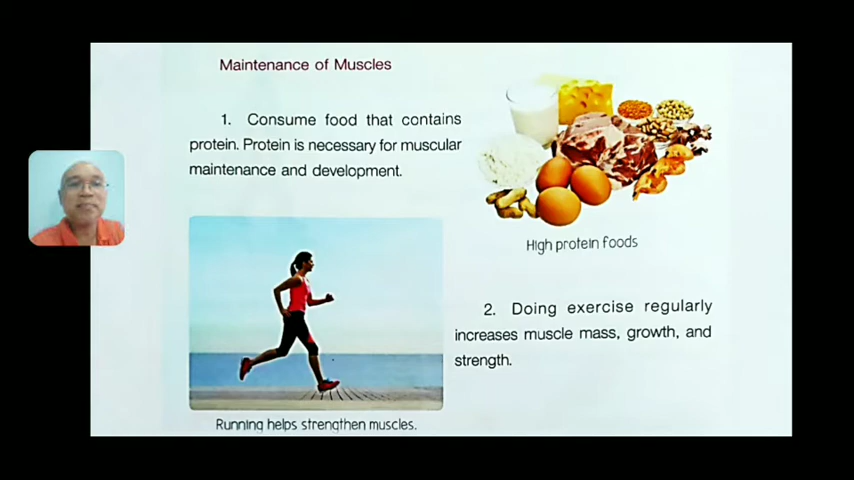 Maintenance of Muscles
1. Consume food that contains
protein. Protein is necessary for muscular
maintenance and development.
High protein foods
2. Doing exercise regularly
increases muscle mass, growth, and
strength.
Running helps strengthen muscles.